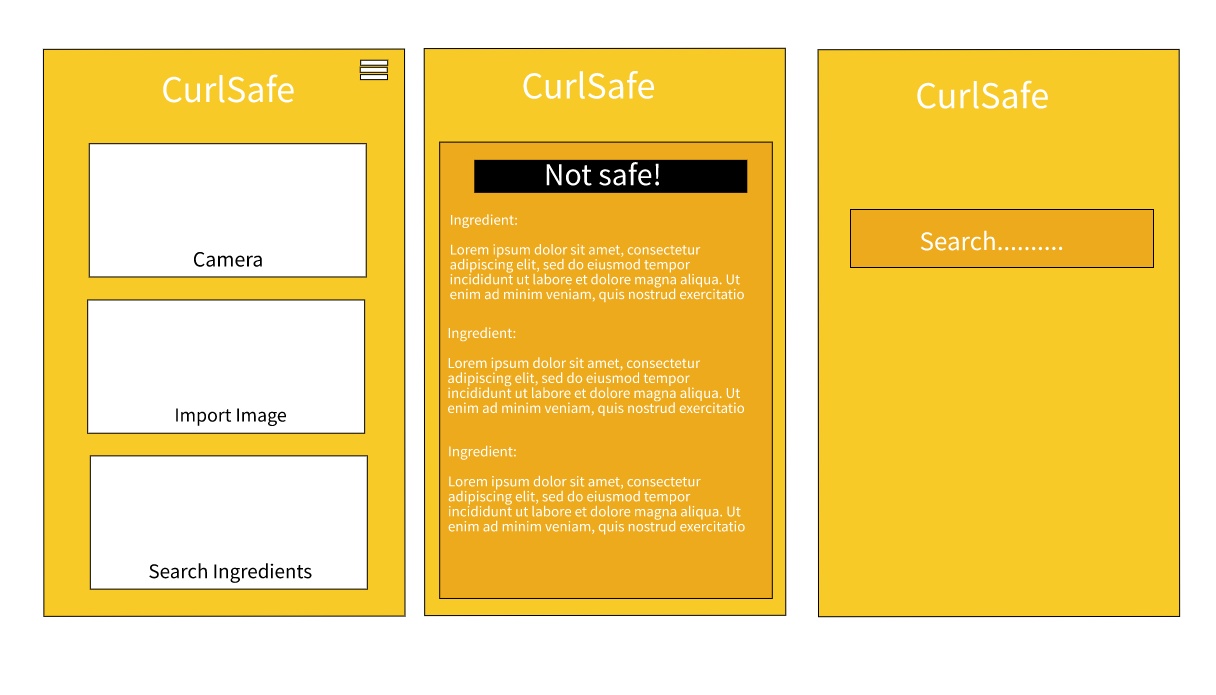 CurlSafe
Camera
Import Image
Search Ingredients
CurlSafe
Not safe!
Ingredient:
Lorem ipsum dolor sit amet, consectetur
adipiscing elit, sed do eiusmod tempor
incididunt ut labore et dolore magna aliqua. Ut
enim ad minim veniam, quis nostrud exercitatio
Ingredient:
Lorem ipsum dolor sit amet, consectetur
adipiscing elit, sed do eiusmod tempor
incididunt ut labore et dolore magna aliqua. Ut
enim ad minim veniam, quis nostrud exercitatio
Ingredient:
Lorem ipsum dolor sit amet, consectetur
adipiscing elit, sed do eiusmod tempor
incididunt ut labore et dolore magna aliqua. Ut
enim ad minim veniam, quis nostrud exercitatio
CurlSafe
Search..........